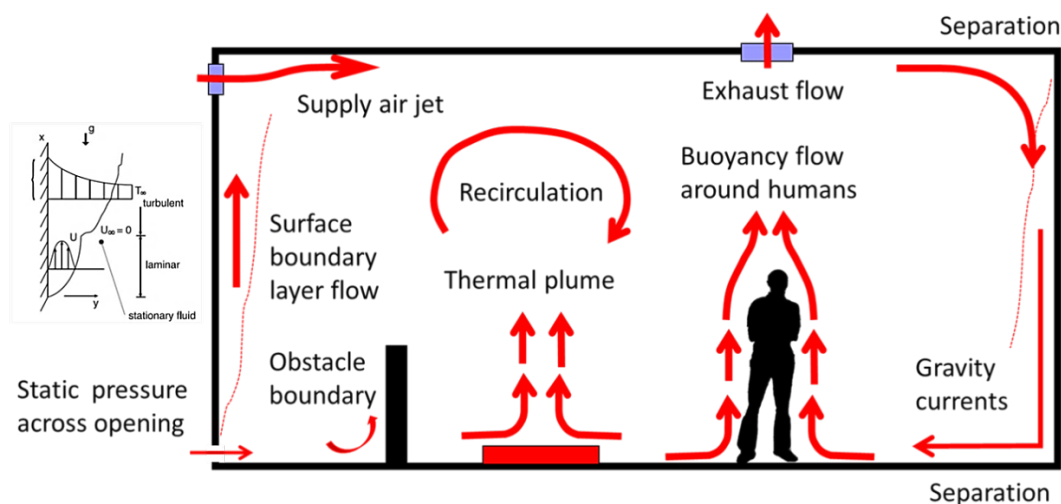 Separation
Supply air jet
Exhaust flow
g
x
T∞
turbulent
U
U∞ = 0
laminar
y
stationary fluid
Surface
boundary
layer flow
Recirculation
Buoyancy flow
around humans
Thermal plume
Static pressure
across opening
Obstacle
boundary
Gravity
currents
Separation